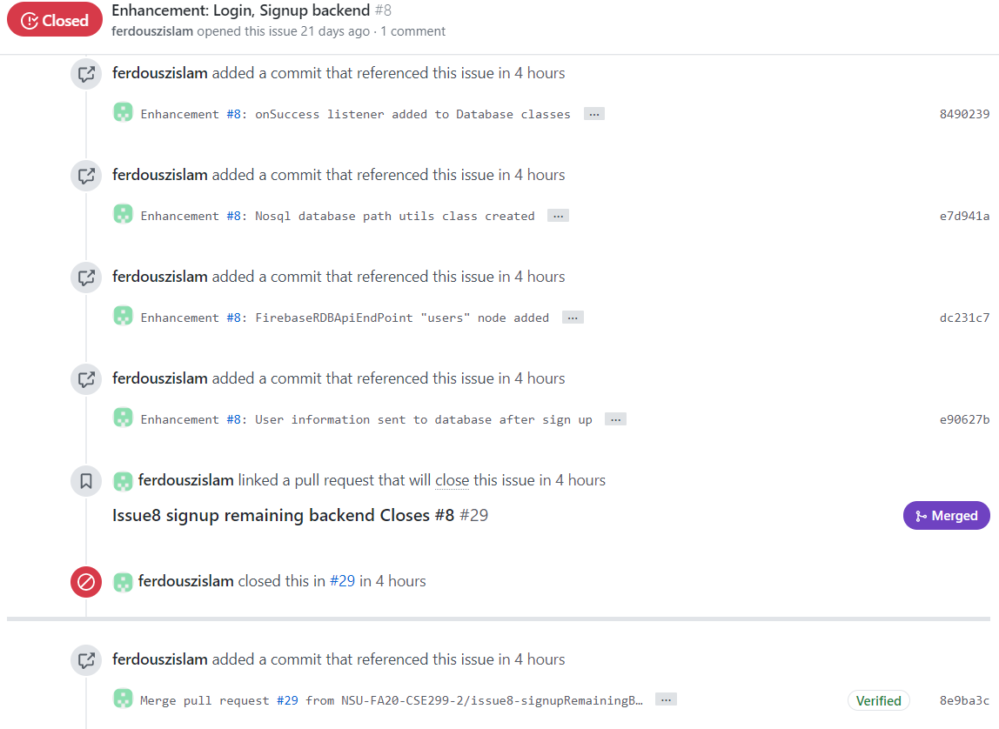 Closed
Enhancement: Login, Signup backend #8
ferdouszislam opened this issue 21 days ago · 1 comment
ferdouszislam added a commit that referenced this issue in 4 hours
Enhancement #8: onSuccess listener added to Database classes ...
8490239
ferdouszislam added a commit that referenced this issue in 4 hours
Enhancement #8: Nosql database path utils class created ...
e7d941a
ferdouszislam added a commit that referenced this issue in 4 hours
Enhancement #8: FirebaseRDBApiEndPoint "users" node added ...
dc231c7
ferdouszislam added a commit that referenced this issue in 4 hours
Enhancement #8: User information sent to database after sign up ...
e90627b
ferdouszislam linked a pull request that will close this issue in 4 hours
Issue8 signup remaining backend Closes #8 #29
Merged
ferdouszislam closed this in #29 in 4 hours
ferdouszislam added a commit that referenced this issue in 4 hours
Merge pull request #29 from NSU-FA20-CSE299-2/issue8-signupRemainingB… ...
Verified
8e9ba3c